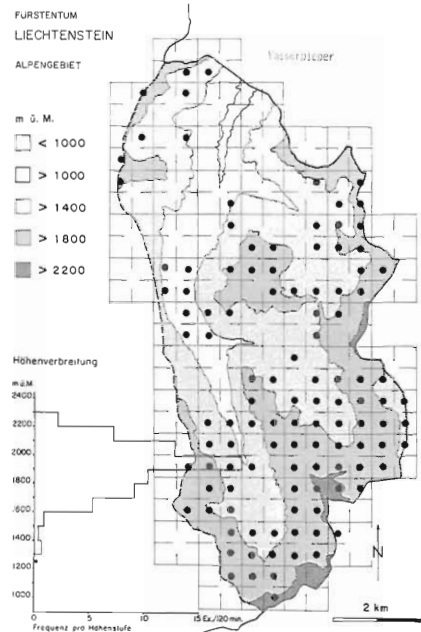 FÜRSTENTUM
LIECHTENSTEIN
ALPENGEBIET
Wasserpieper
m ü. M.
< 1000
> 1000
> 1400
> 1800
> 2200
Höhenverbreitung
m ü.M
2400
2200
2000
1800
1600
1400
1200
1000
0 5 10 15 Ex./120 min.
Frequenz pro Höhenstufe
N
2 km